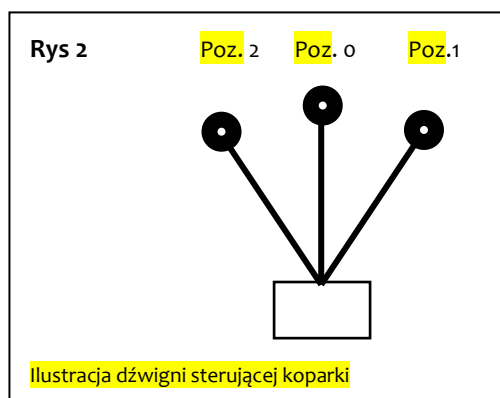 Rys 2 Poz. 2 Poz. 0 Poz.1
Ilustracja dźwigni sterującej koparki